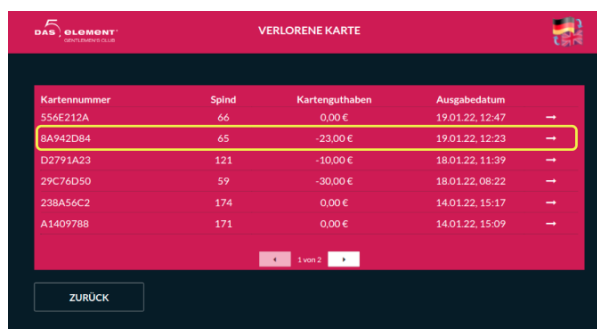 DAS 5. element
GENTLEMEN'S CLUB
VERLORENE KARTE
Kartennummer Spind Kartenguthaben Ausgabedatum
556E212A 66 0,00 € 19.01.22, 12:47 →
8A942D84 65 -23,00 € 19.01.22, 12:23 →
D2791A23 121 -10,00 € 18.01.22, 11:39 →
29C76D50 59 -30,00 € 18.01.22, 08:22 →
238A56C2 174 0,00 € 14.01.22, 15:17 →
A1409788 171 0,00 € 14.01.22, 15:09 →
1 von 2
ZURÜCK